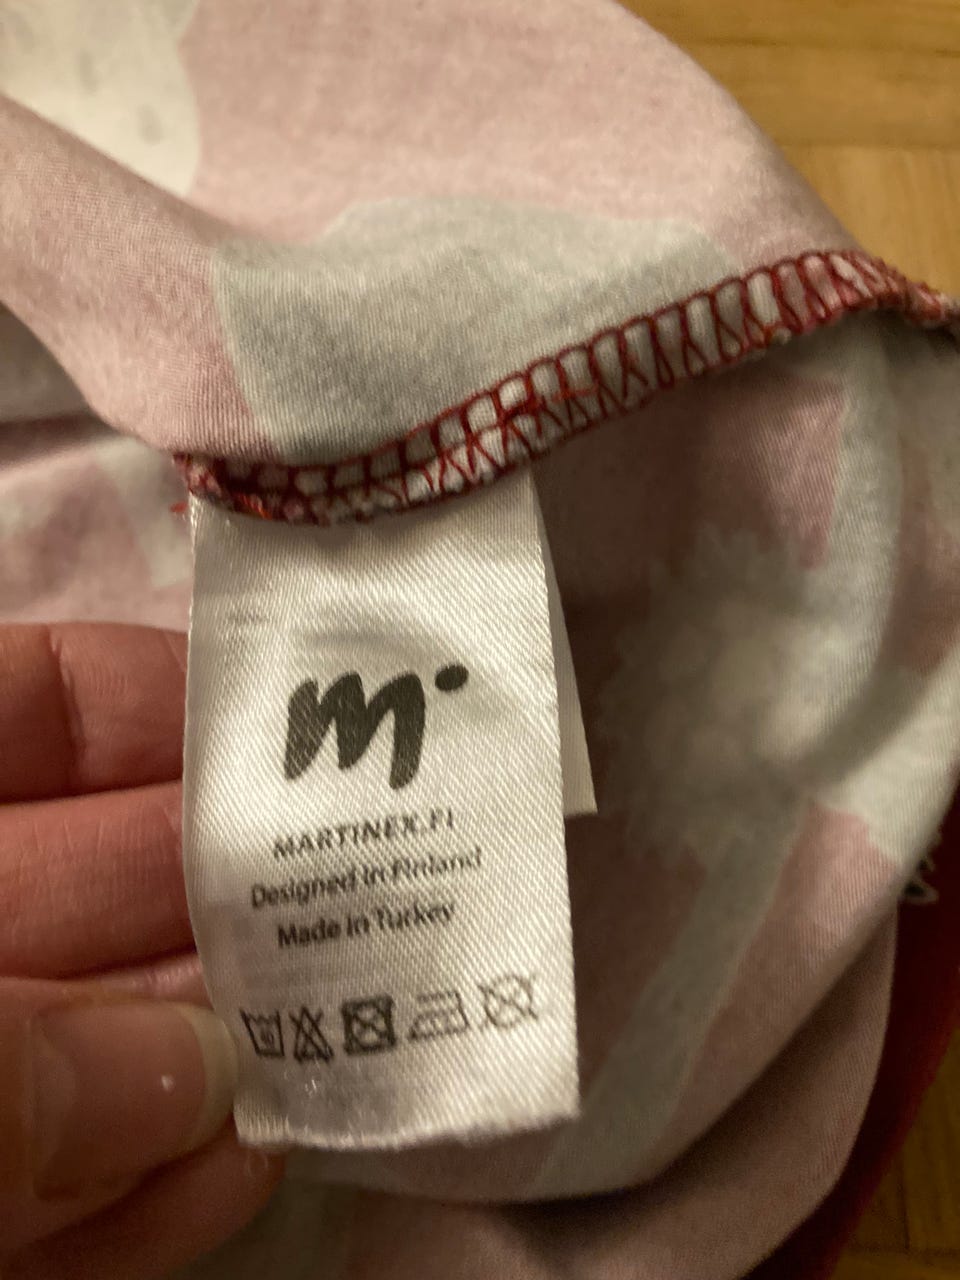 m
MARTINEX.FI
Designed in Finland
Made in Turkey